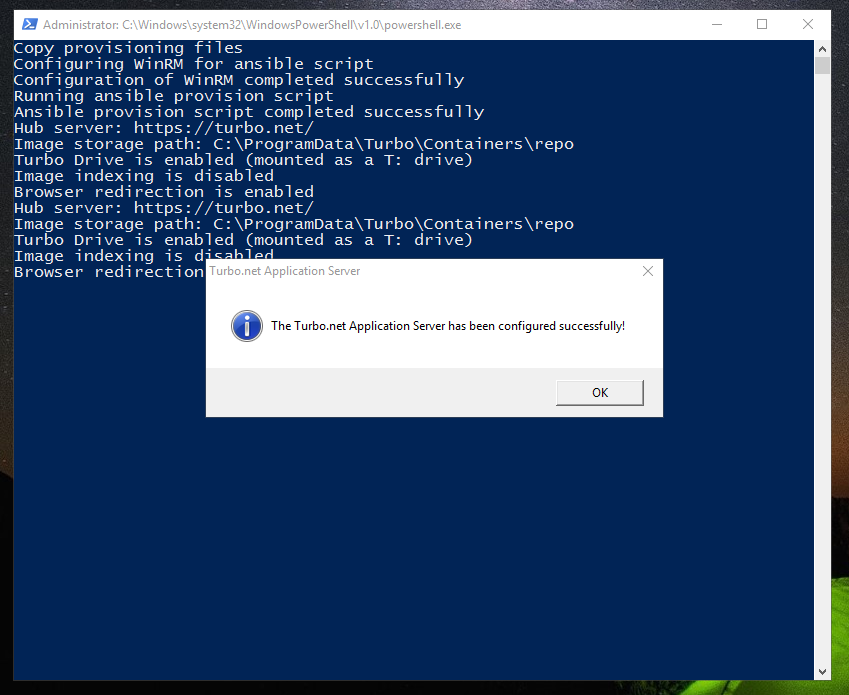 Administrator: C:\Windows\system32\WindowsPowerShell\v1.0\powershell.exe
Copy provisioning files
Configuring WinRM for ansible script
Configuration of WinRM completed successfully
Running ansible provision script
Ansible provision script completed successfully
Hub server: https://turbo.net/
Image storage path: C:\ProgramData\Turbo\Containers\repo
Turbo Drive is enabled (mounted as a T: drive)
Image indexing is disabled
Browser redirection is enabled
Hub server: https://turbo.net/
Image storage path: C:\ProgramData\Turbo\Containers\repo
Turbo Drive is enabled (mounted as a T: drive)
Image indexing is disabled
Browser redirection
Turbo.net Application Server
The Turbo.net Application Server has been configured successfully!
OK